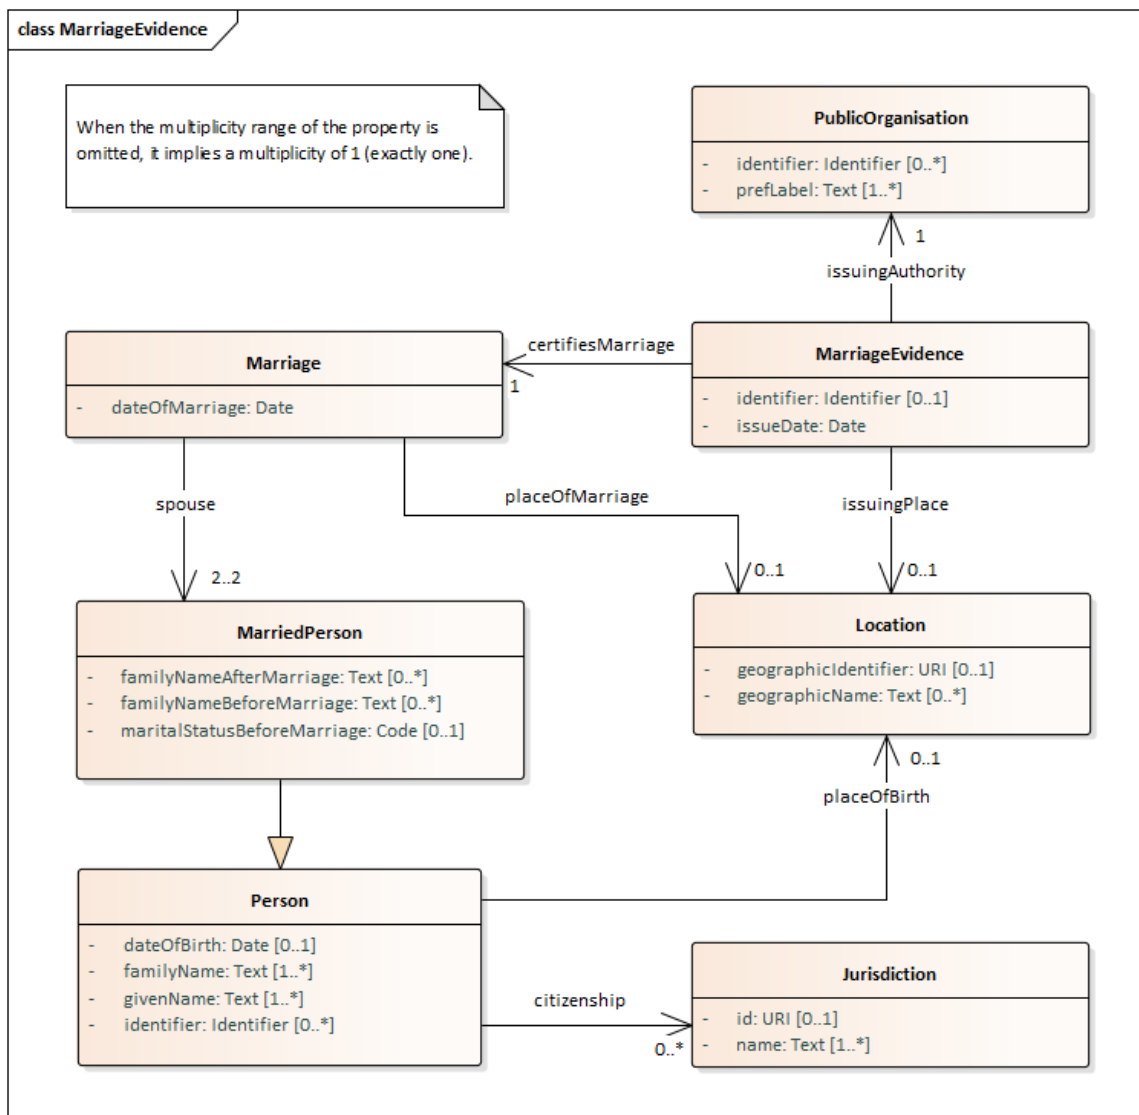 class MarriageEvidence
When the multiplicity range of the property is
omitted, it implies a multiplicity of 1 (exactly one).
PublicOrganisation
- identifier: Identifier [0..*]
- prefLabel: Text [1..*]
1
issuingAuthority
Marriage
- dateOfMarriage: Date
certifiesMarriage
1
MarriageEvidence
- identifier: Identifier [0..1]
- issueDate: Date
spouse
2..2
placeOfMarriage
0..1
issuingPlace
0..1
MarriedPerson
- familyNameAfterMarriage: Text [0..*]
- familyNameBeforeMarriage: Text [0..*]
- maritalStatusBeforeMarriage: Code [0..1]
Location
- geographicIdentifier: URI [0..1]
- geographicName: Text [0..*]
0..1
placeOfBirth
Person
- dateOfBirth: Date [0..1]
- familyName: Text [1..*]
- givenName: Text [1..*]
- identifier: Identifier [0..*]
citizenship
0..*
Jurisdiction
- id: URI [0..1]
- name: Text [1..*]